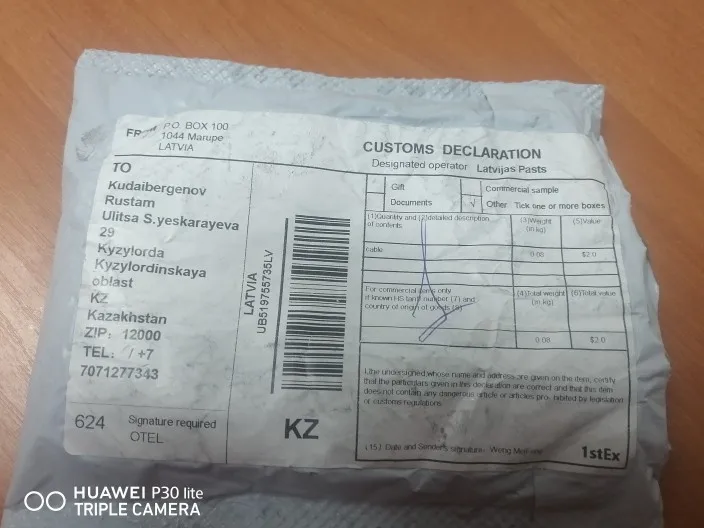 FROM P.O. BOX 100
1044 Marupe
LATVIA
TO
Kudaibergenov
Rustam
Ulitsa S.yeskarayeva
29
Kyzylorda
Kyzylordinskaya
oblast
KZ
Kazakhstan
ZIP: 12000
TEL: / +7
7071277343
624 Signature required
OTEL
LATVIA
UB519755735LV
KZ
CUSTOMS DECLARATION
Designated operator Latvijas Pasts
Gift
Commercial sample
Documents
√ Other Tick one or more boxes
(1)Quantity and (2)detailed description
of contents
(3)Weight
(in kg)
(5)Value
cable
0.08
$2.0
For commercial items only
If known HS tariff number (7) and
country of origin of goods (8)
(4)Total weight
(in kg)
(6)Total value
0.08
$2.0
I,the undersigned,whose name and address are given on the item, certify
that the particulars given in this declaration are correct and that this item
does not contain any dangerous article or articles pro- hibited by legislation
or customs regulations
(15) Date and Sender's signature- Wong
1stEx
HUAWEI P30 lite
TRIPLE CAMERA